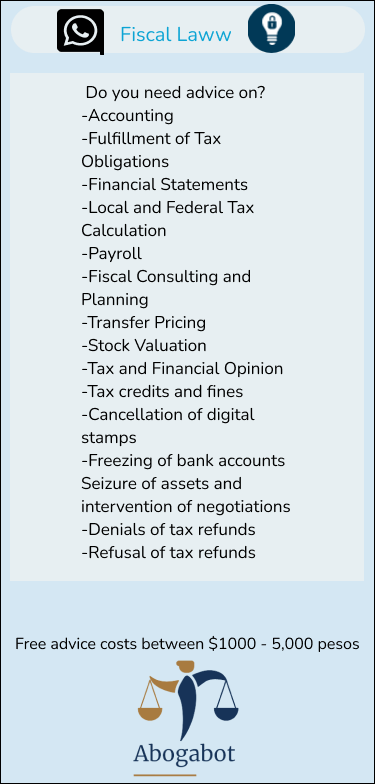 Fiscal Laww
Do you need advice on?
-Accounting
-Fulfillment of Tax
Obligations
-Financial Statements
-Local and Federal Tax
Calculation
-Payroll
-Fiscal Consulting and
Planning
-Transfer Pricing
-Stock Valuation
-Tax and Financial Opinion
-Tax credits and fines
-Cancellation of digital
stamps
-Freezing of bank accounts
Seizure of assets and
intervention of negotiations
-Denials of tax refunds
-Refusal of tax refunds
Free advice costs between $1000 - 5,000 pesos
Abogabot